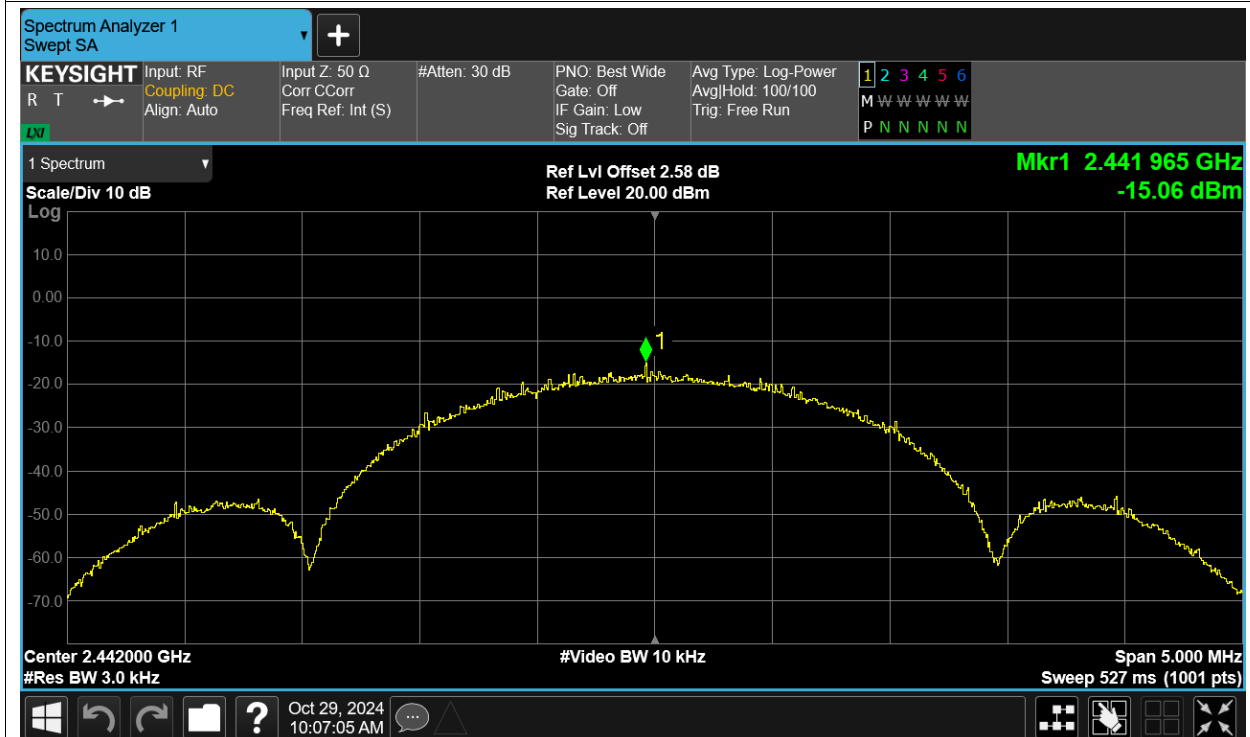 Spectrum Analyzer 1
Swept SA
+
KEYSIGHT
R T
LXI
Input: RF
Coupling: DC
Align: Auto
Input Z: 50 Ω
Corr CCorr
Freq Ref: Int (S)
#Atten: 30 dB
PNO: Best Wide
Gate: Off
IF Gain: Low
Sig Track: Off
Avg Type: Log-Power
Avg|Hold: 100/100
Trig: Free Run
1 2 3 4 5 6
M W W W W W
P N N N N N
1 Spectrum
Scale/Div 10 dB
Log
Ref Lvl Offset 2.58 dB
Ref Level 20.00 dBm
Mkr1 2.441 965 GHz
-15.06 dBm
10.0
0.00
-10.0
-20.0
-30.0
-40.0
-50.0
-60.0
-70.0
1
Center 2.442000 GHz
#Res BW 3.0 kHz
#Video BW 10 kHz
Span 5.000 MHz
Sweep 527 ms (1001 pts)
?
Oct 29, 2024
10:07:05 AM